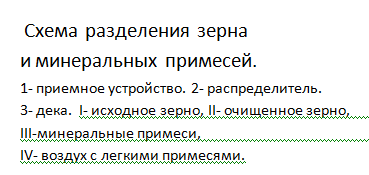 Схема разделения зерна
и минеральных примесей.
1- приемное устройство. 2- распределитель.
3- дека. I- исходное зерно, II- очищенное зерно,
III-минеральные примеси,
IV- воздух с легкими примесями.